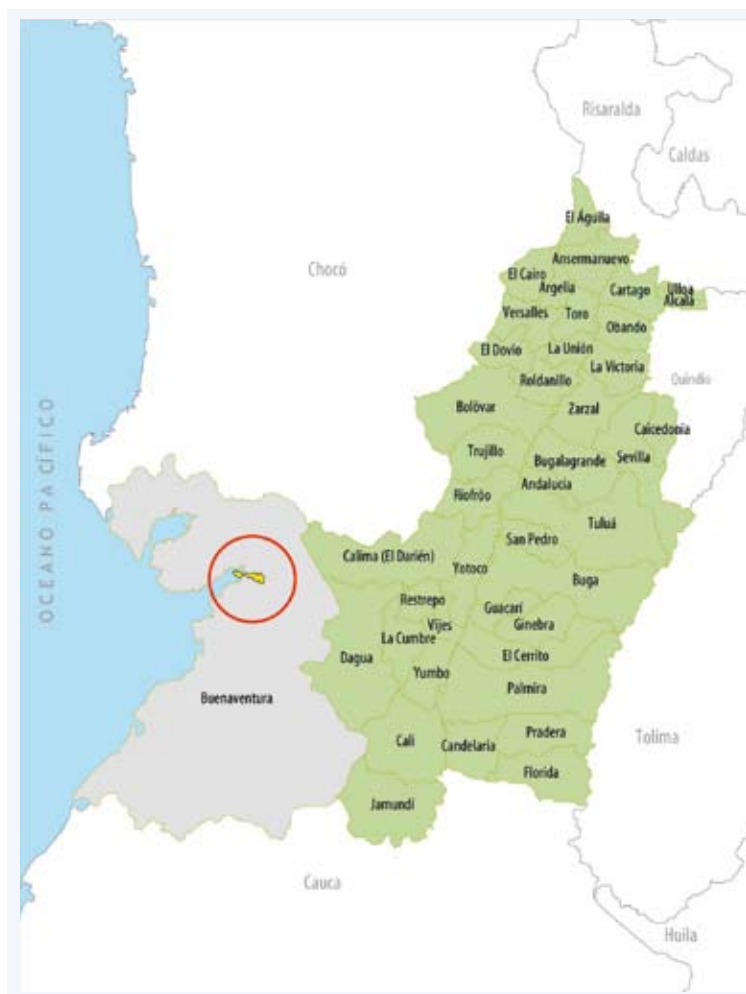 Risaralda
Caldas
El Águila
Ansermanuevo
Chocó
El Cairo
Argelia
Cartago
Ulloa
Alcalá
Versalles
Toro
Obando
El Dovio
La Unión
La Victoria
Roldanillo
Quindio
Bolövar
Zarzal
Caicedonia
Trujillo
Bugalagrande
Sevilla
Andalucía
Riofröo
Tuluá
San Pedro
Calima (El Darién)
Yotoco
Buga
Restrepo
Guacarí
Vijes
Ginebra
La Cumbre
El Cerrito
Dagua
Yumbo
Palmira
Buenaventura
Pradera
Tolima
Cali
Candelaria
Florida
Jamundí
Cauca
Huila
OCEANO PACÍFICO